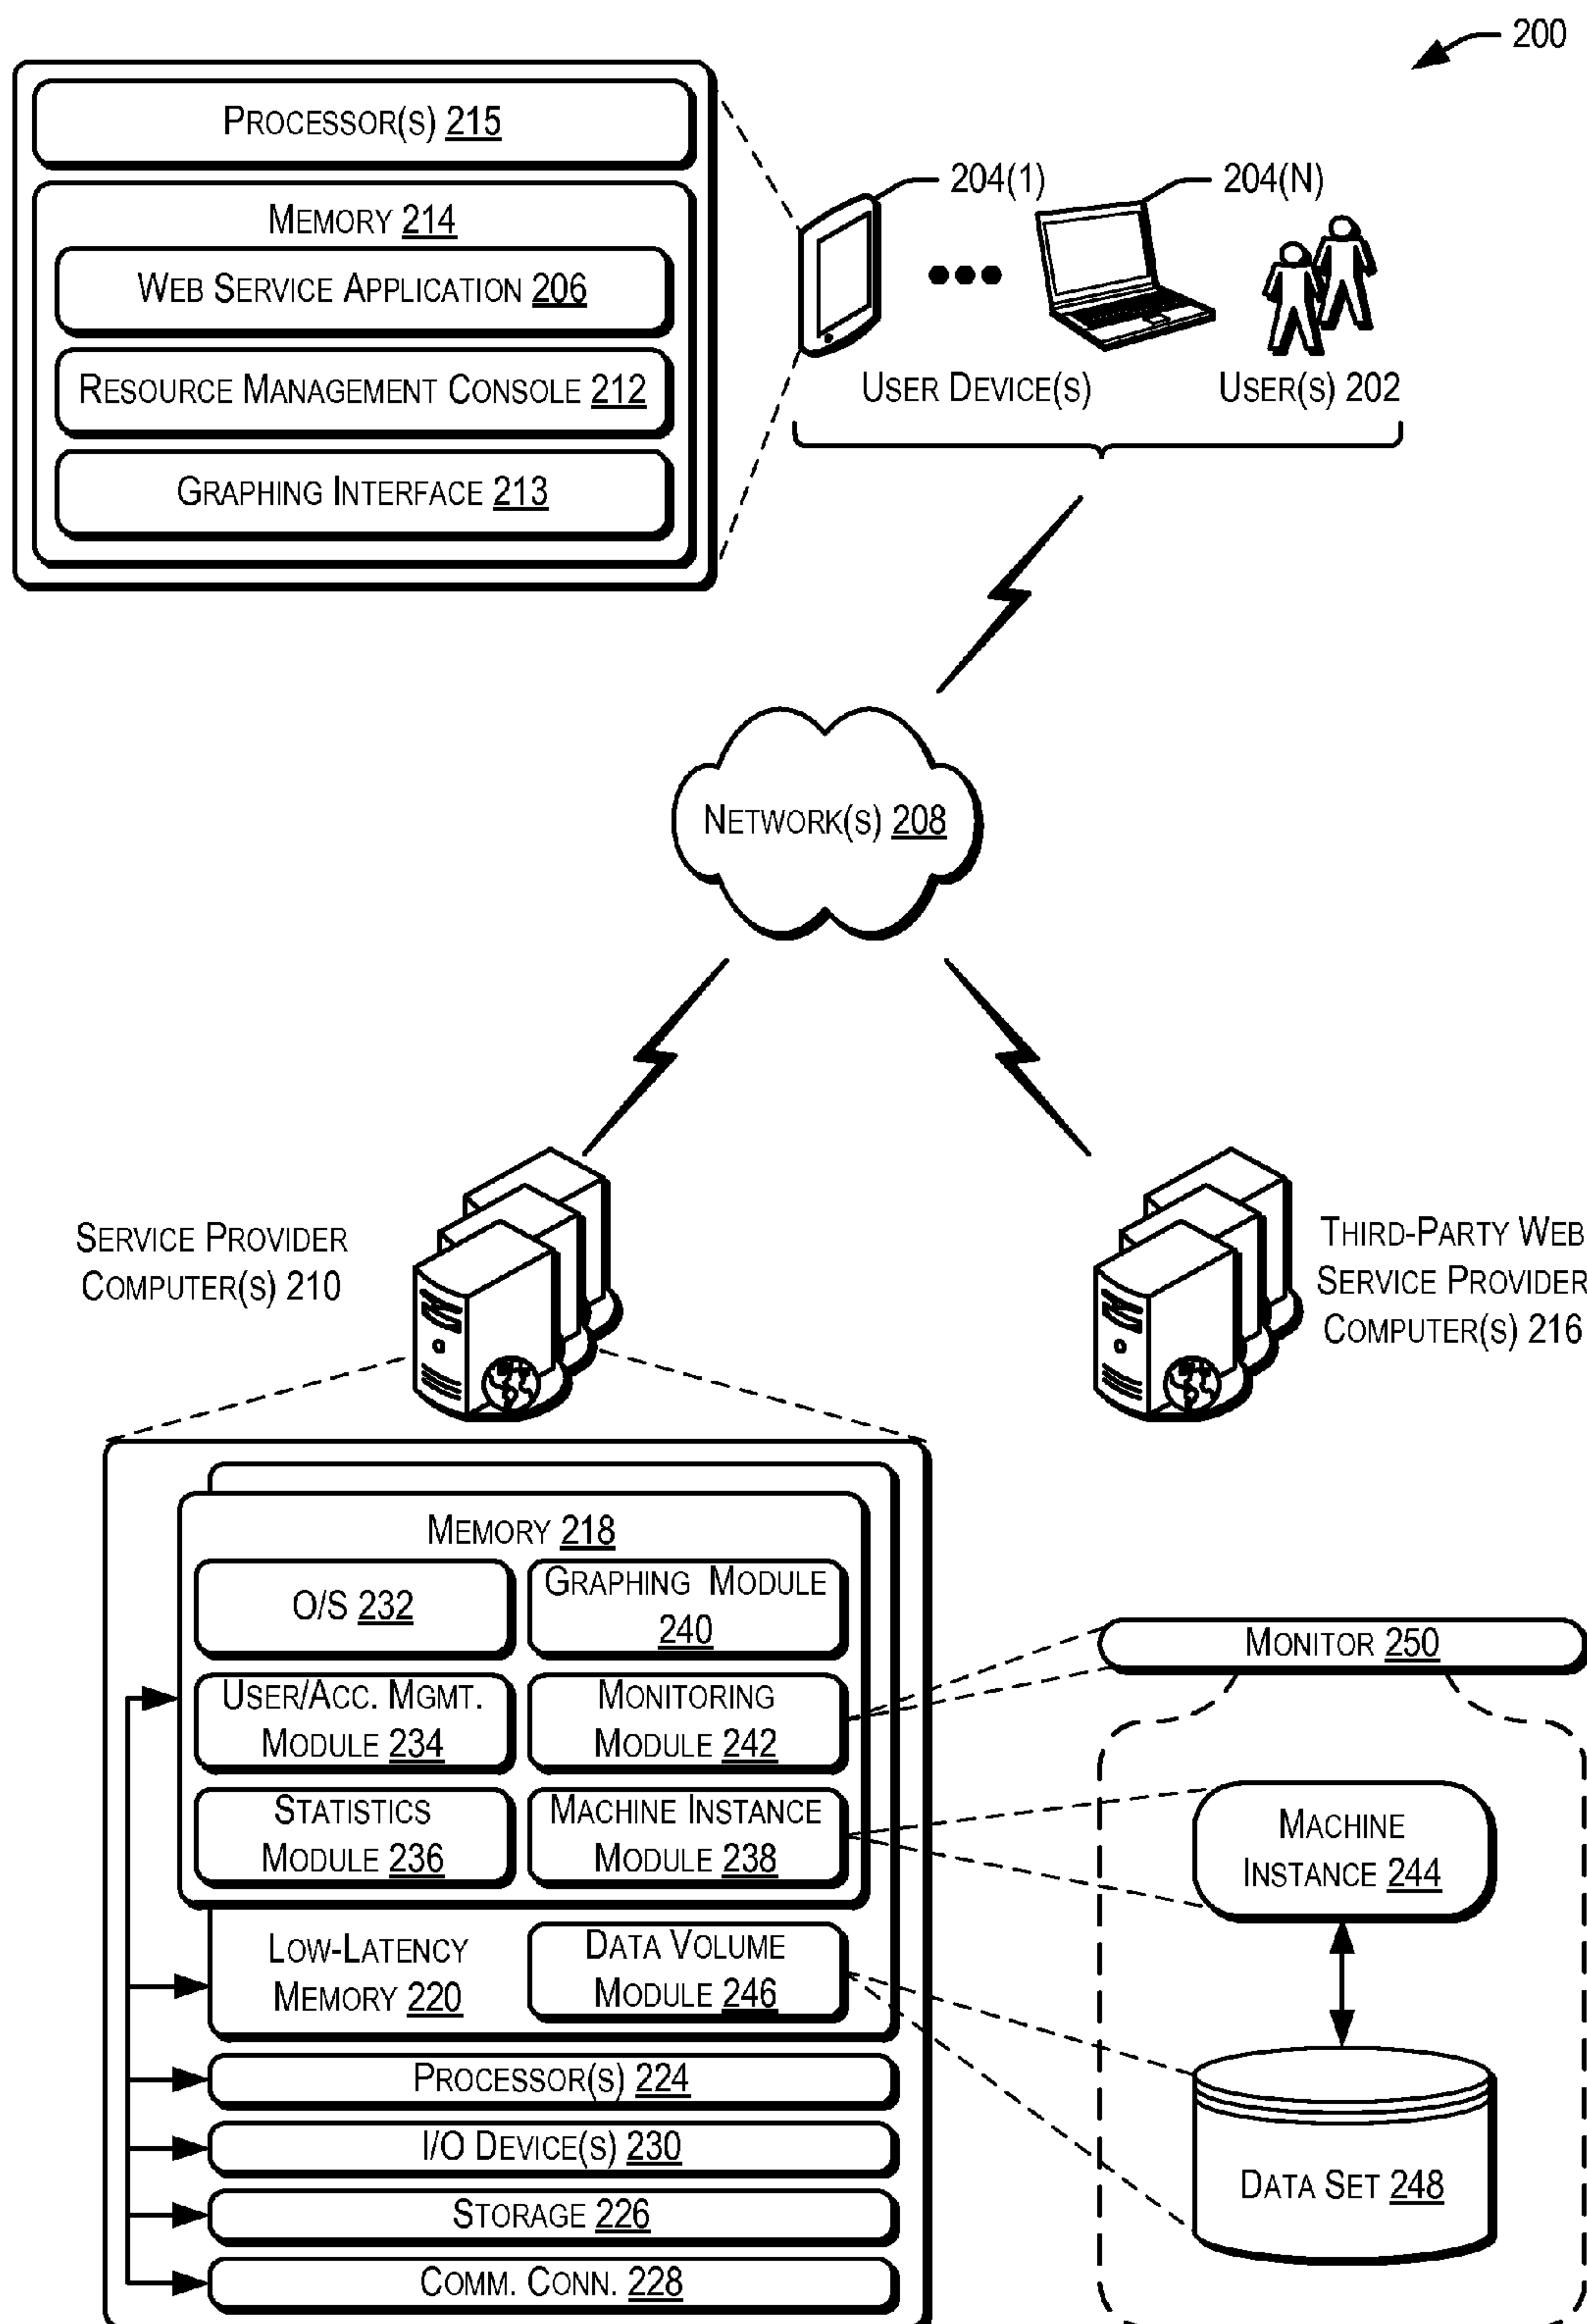 200
PROCESSOR(S) 215
MEMORY 214
WEB SERVICE APPLICATION 206
RESOURCE MANAGEMENT CONSOLE 212
GRAPHING INTERFACE 213
204(1)
204(N)
USER DEVICE(S)
USER(S) 202
NETWORK(S) 208
SERVICE PROVIDER
COMPUTER(S) 210
THIRD-PARTY WEB
SERVICE PROVIDER
COMPUTER(S) 216
MEMORY 218
O/S 232
GRAPHING MODULE
240
USER/ACC. MGMT.
MODULE 234
MONITORING
MODULE 242
STATISTICS
MODULE 236
MACHINE INSTANCE
MODULE 238
LOW-LATENCY
MEMORY 220
DATA VOLUME
MODULE 246
PROCESSOR(S) 224
I/O DEVICE(S) 230
STORAGE 226
COMM. CONN. 228
MONITOR 250
MACHINE
INSTANCE 244
DATA SET 248